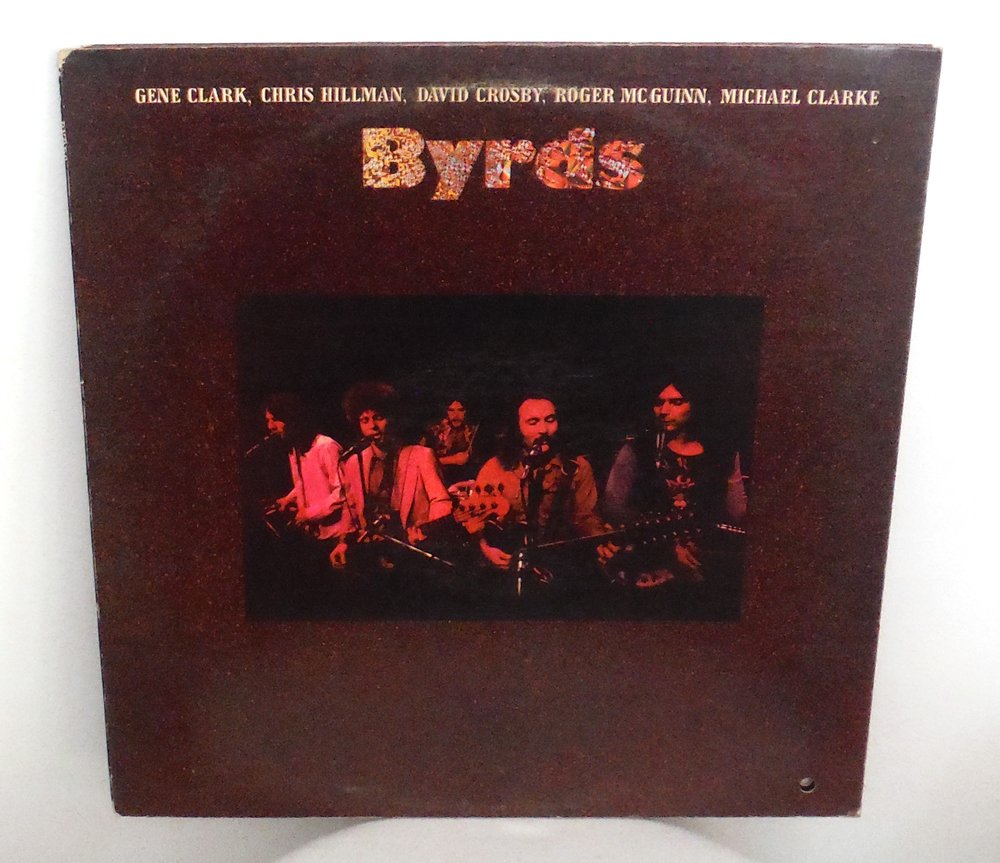 GENE CLARK, CHRIS HILLMAN, DAVID CROSBY, ROGER MCGUINN, MICHAEL CLARKE
Byrds